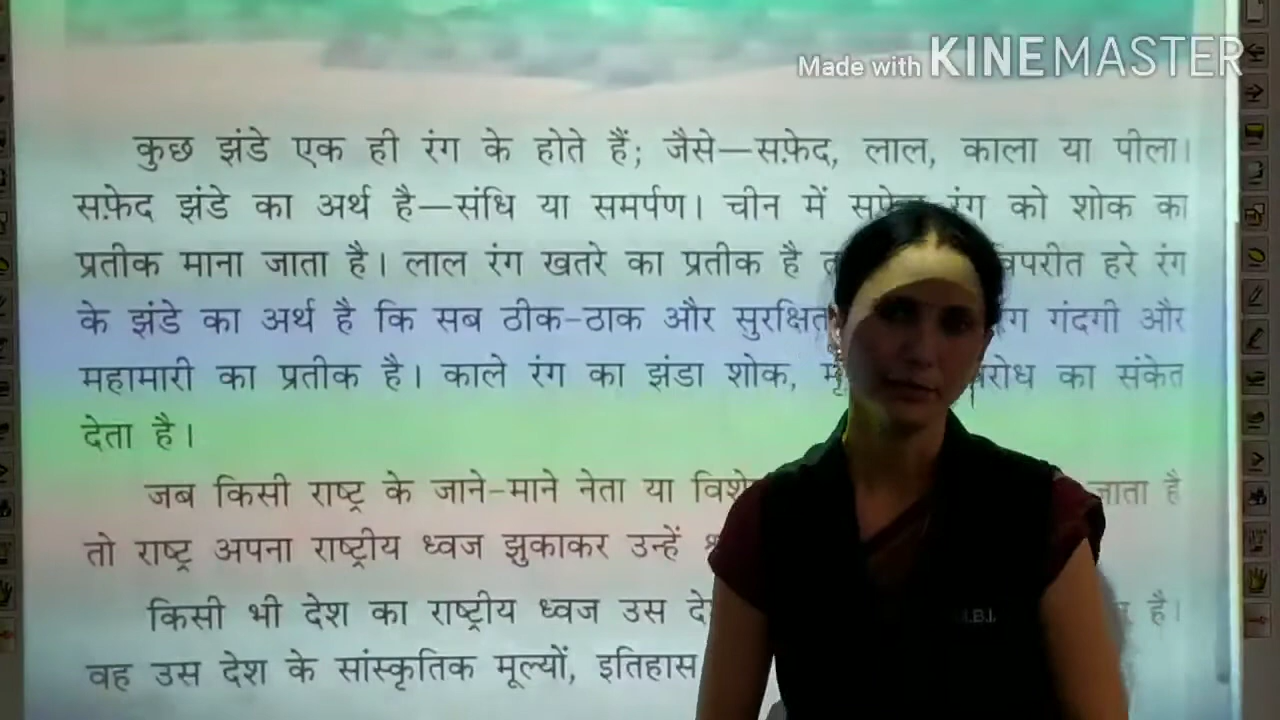 Made with KINEMASTER
कुछ झंडे एक ही रंग के होते हैं; जैसे—सफ़ेद, लाल, काला या पीला।
सफ़ेद झंडे का अर्थ है—संधि या समर्पण। चीन में सफ़ेद रंग को शोक का
प्रतीक माना जाता है। लाल रंग खतरे का प्रतीक है हरे रंग
के झंडे का अर्थ है कि सब ठीक-ठाक और सुरक्षित गंदगी और
महामारी का प्रतीक है। काले रंग का झंडा शोक, का संकेत
देता है।
जब किसी राष्ट्र के जाने-माने नेता या जाता है
तो राष्ट्र अपना राष्ट्रीय ध्वज झुकाकर उन्हें
किसी भी देश का राष्ट्रीय ध्वज उस है।
वह उस देश के सांस्कृतिक मूल्यों, इतिहास